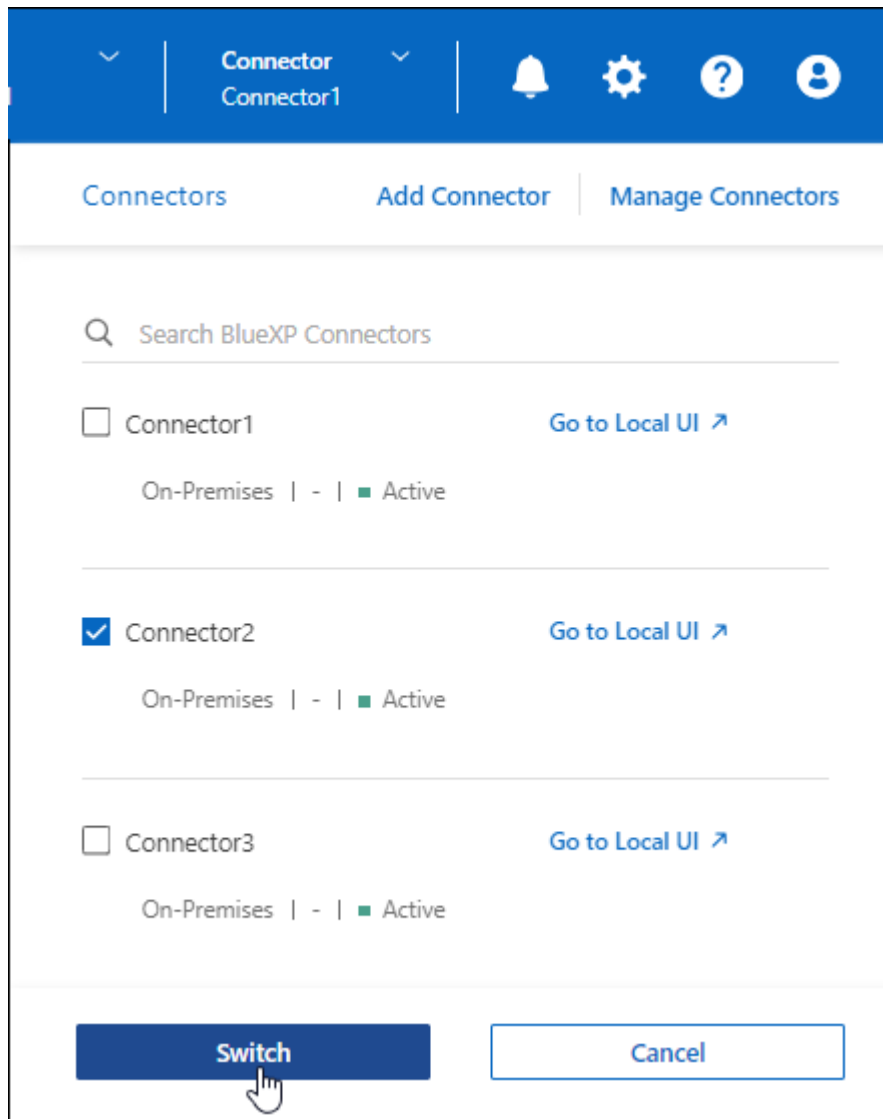 Connector
Connector1
Connectors Add Connector Manage Connectors
Search BlueXP Connectors
Connector1 Go to Local UI
On-Premises | - | Active
Connector2 Go to Local UI
On-Premises | - | Active
Connector3 Go to Local UI
On-Premises | - | Active
Switch Cancel